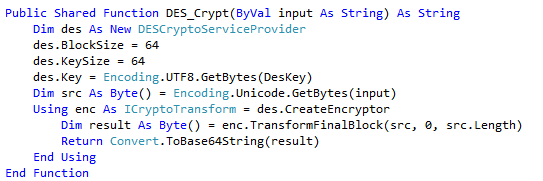 Public Shared Function DES_Crypt(ByVal input As String) As String
Dim des As New DESCryptoServiceProvider
des.BlockSize = 64
des.KeySize = 64
des.Key = Encoding.UTF8.GetBytes(DesKey)
Dim src As Byte() = Encoding.Unicode.GetBytes(input)
Using enc As ICryptoTransform = des.CreateEncryptor
Dim result As Byte() = enc.TransformFinalBlock(src, 0, src.Length)
Return Convert.ToBase64String(result)
End Using
End Function